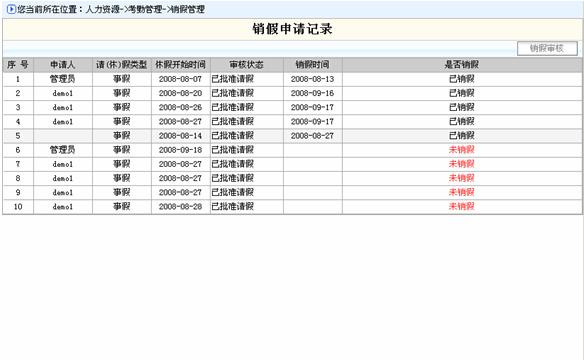 您当前所在位置：人力资源->考勤管理->销假管理
销假申请记录
销假审核
序 号 申请人 请(休)假类型 休假开始时间 审核状态 销假时间 是否销假
1 管理员 事假 2008-08-07 已批准请假 2008-08-13 已销假
2 demo1 事假 2008-08-20 已批准请假 2008-09-16 已销假
3 demo1 事假 2008-08-26 已批准请假 2008-09-17 已销假
4 demo1 事假 2008-08-27 已批准请假 2008-09-17 已销假
5 事假 2008-08-14 已批准请假 2008-08-27 已销假
6 管理员 事假 2008-09-18 已批准请假 未销假
7 demo1 事假 2008-08-27 已批准请假 未销假
8 demo1 事假 2008-08-27 已批准请假 未销假
9 demo1 事假 2008-08-27 已批准请假 未销假
10 demo1 事假 2008-08-28 已批准请假 未销假